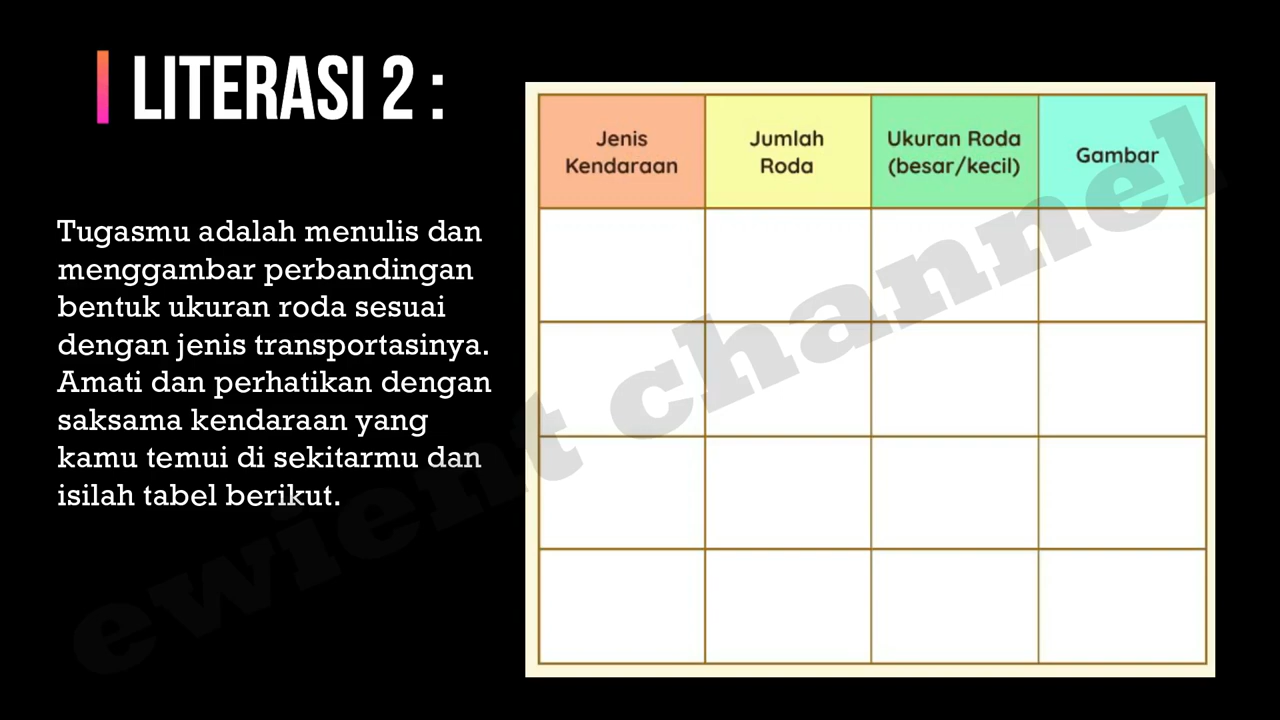 LITERASI 2 :
Tugasmu adalah menulis dan
menggambar perbandingan
bentuk ukuran roda sesuai
dengan jenis transportasinya.
Amati dan perhatikan dengan
saksama kendaraan yang
kamu temui di sekitarmu dan
isilah tabel berikut.
Jenis
Kendaraan
Jumlah
Roda
Ukuran Roda
(besar/kecil)
Gambar
ewient channel